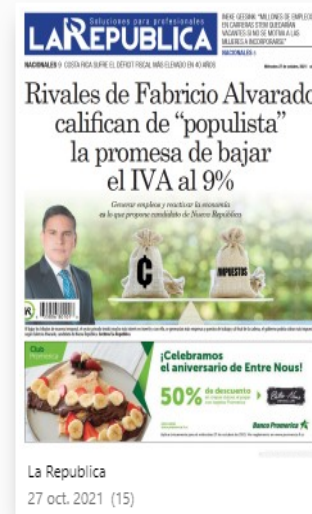 Soluciones para profesionales
LA REPUBLICA
INEKE GEESINK: "MILLONES DE EMPLEOS
EN CARRERAS STEM QUEDARÍAN
VACANTES SI NO SE MOTIVA A LAS
MUJERES A INCORPORARSE"
NACIONALES
NACIONALES 9 COSTA RICA SUFRE EL DÉFICIT FISCAL MÁS ELEVADO EN 40 AÑOS
Rivales de Fabricio Alvarado
califican de "populista"
la promesa de bajar
el IVA al 9%
Generar empleos y reactivar la economía
es lo que propone candidato de Nueva República
₡
IMPUESTOS
Club
Promerica
¡Celebramos
el aniversario de Entre Nous!
50% de descuento
Entre Nous
Banco Promerica
La Republica
27 oct. 2021 (15)